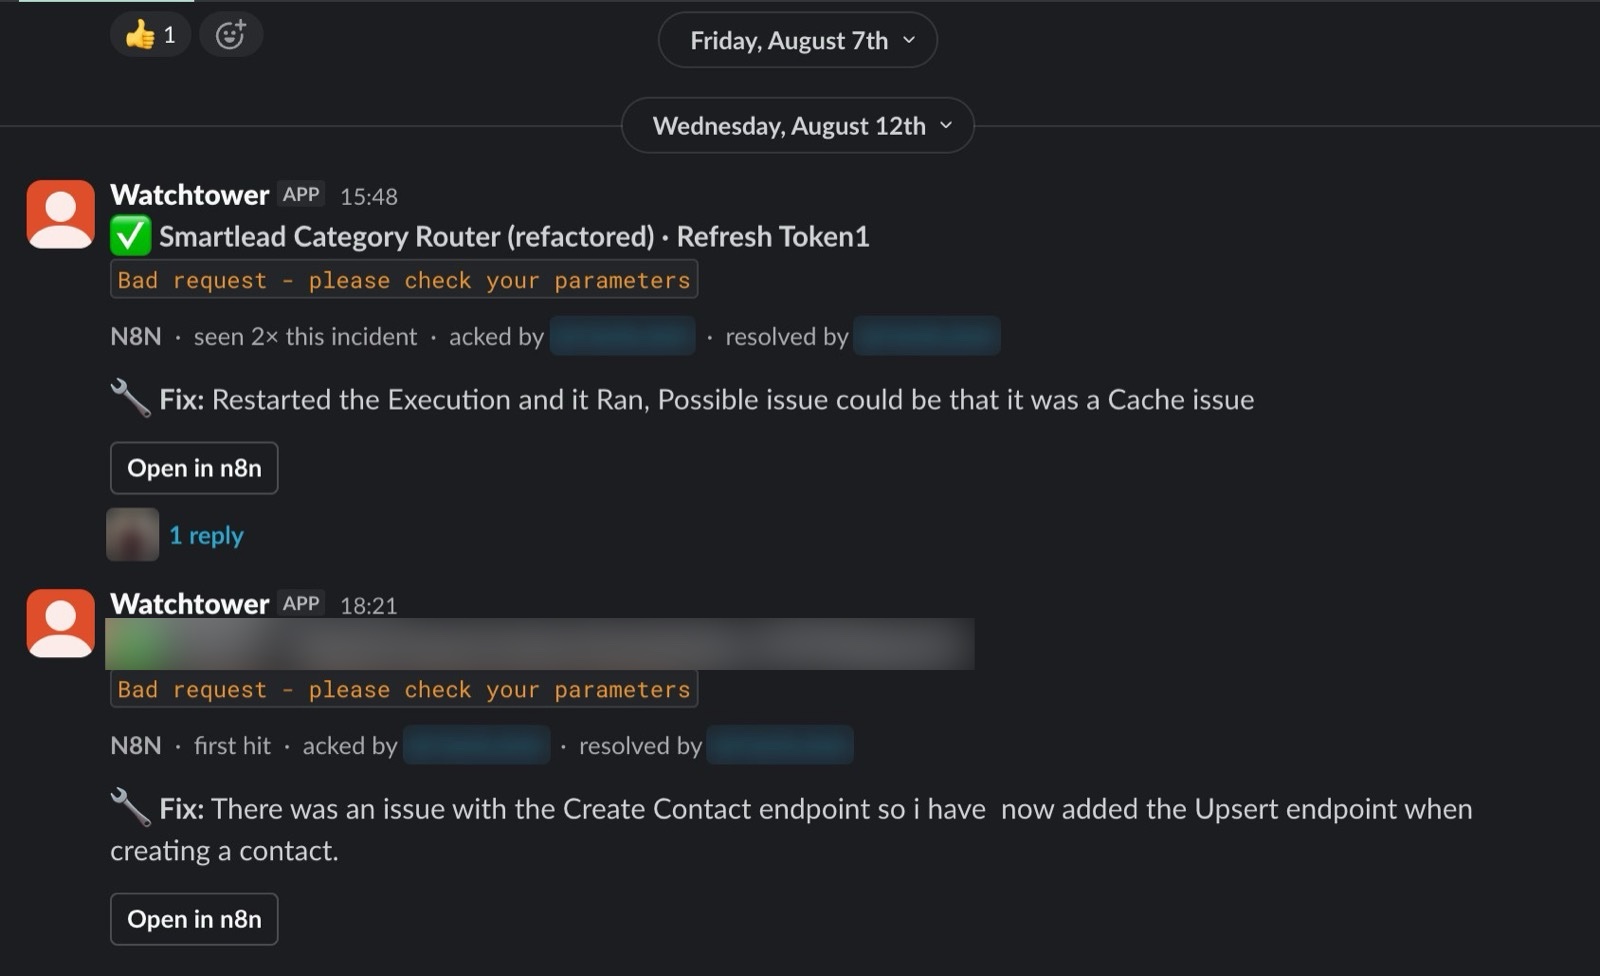 1
Friday, August 7th
Wednesday, August 12th
Watchtower APP 15:48
Smartlead Category Router (refactored) · Refresh Token1
Bad request - please check your parameters
N8N · seen 2× this incident · acked by · resolved by
Fix: Restarted the Execution and it Ran, Possible issue could be that it was a Cache issue
Open in n8n
1 reply
Watchtower APP 18:21
Bad request - please check your parameters
N8N · first hit · acked by · resolved by
Fix: There was an issue with the Create Contact endpoint so i have  now added the Upsert endpoint when
creating a contact.
Open in n8n